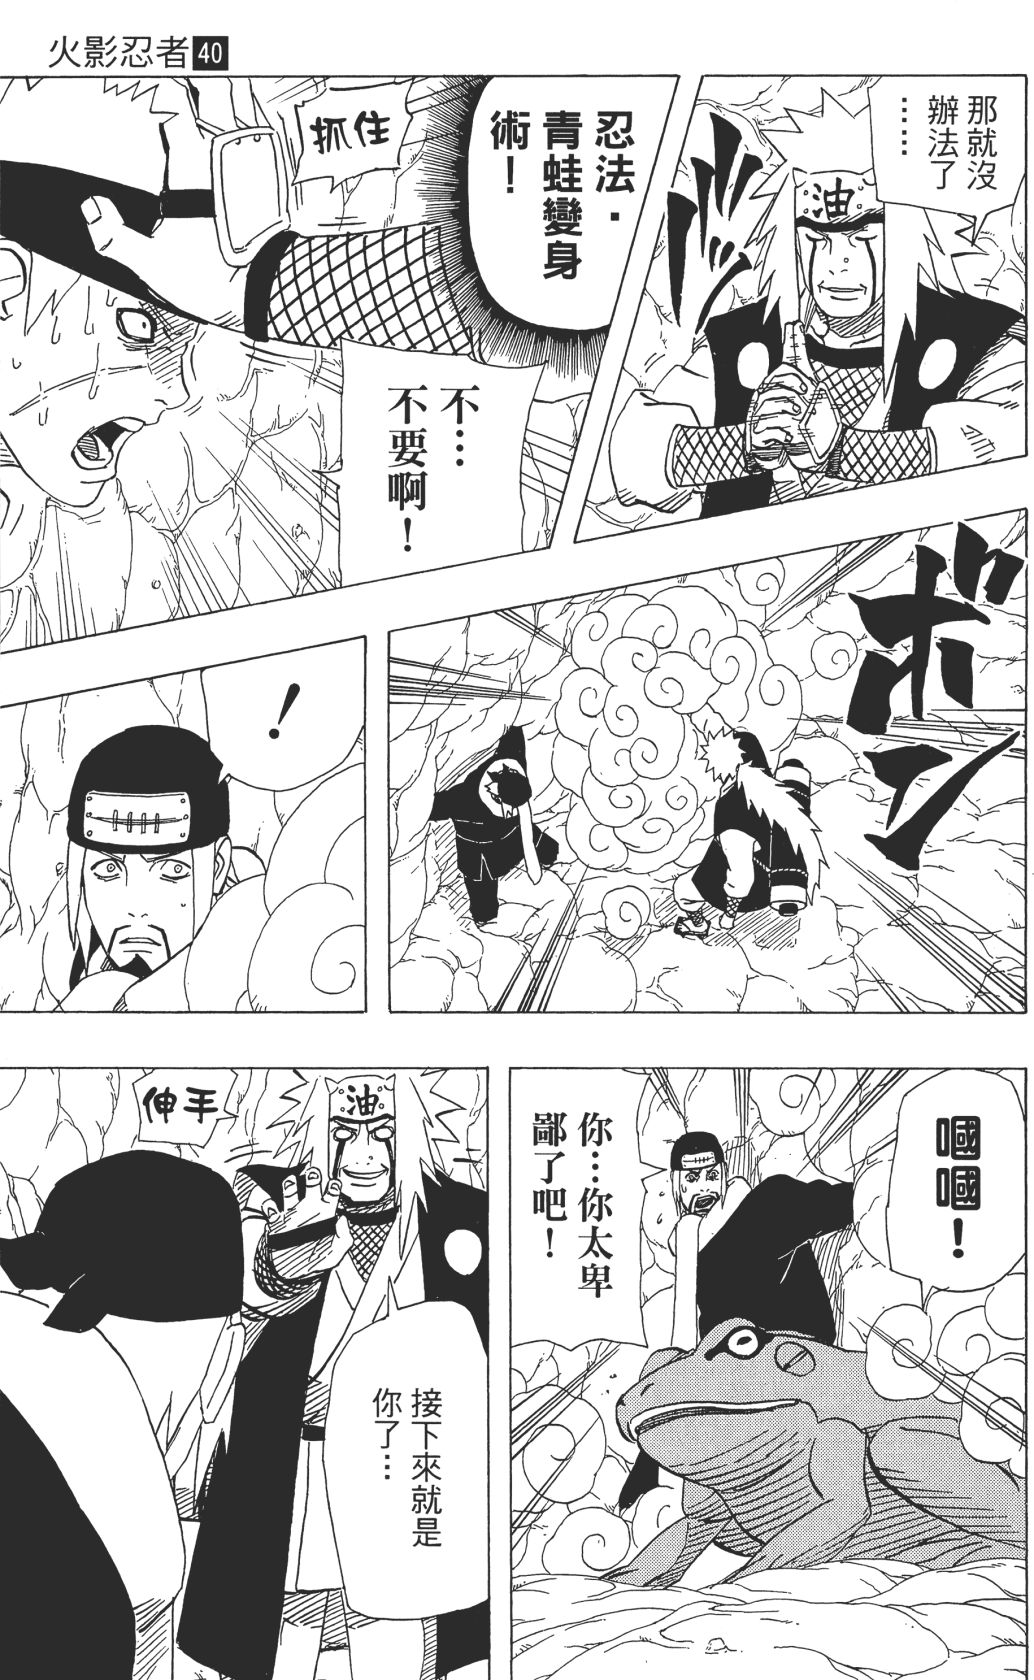 火影忍者40
那就沒
辦法了
……
忍法·
青蛙變身
術！
抓住
不…
不要啊！
ボン
！
嘓
嘓！
你…你太卑
鄙了吧！
伸手
接下來就是
你了…